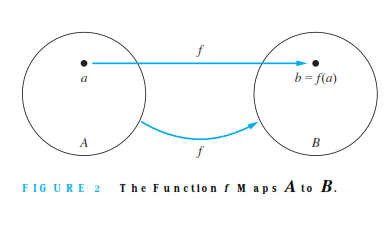 f
a
b = f(a)
A
B
f
FIGURE 2 The Function f Maps A to B.